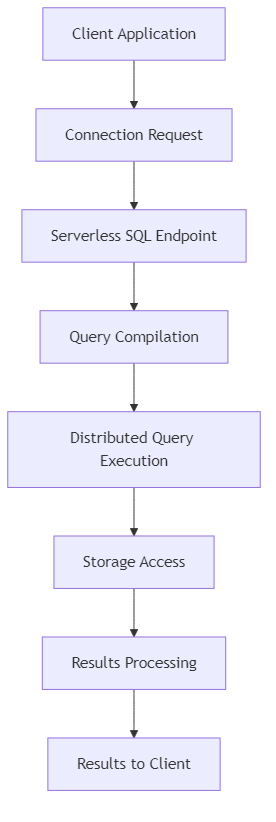 Client Application
Connection Request
Serverless SQL Endpoint
Query Compilation
Distributed Query
Execution
Storage Access
Results Processing
Results to Client